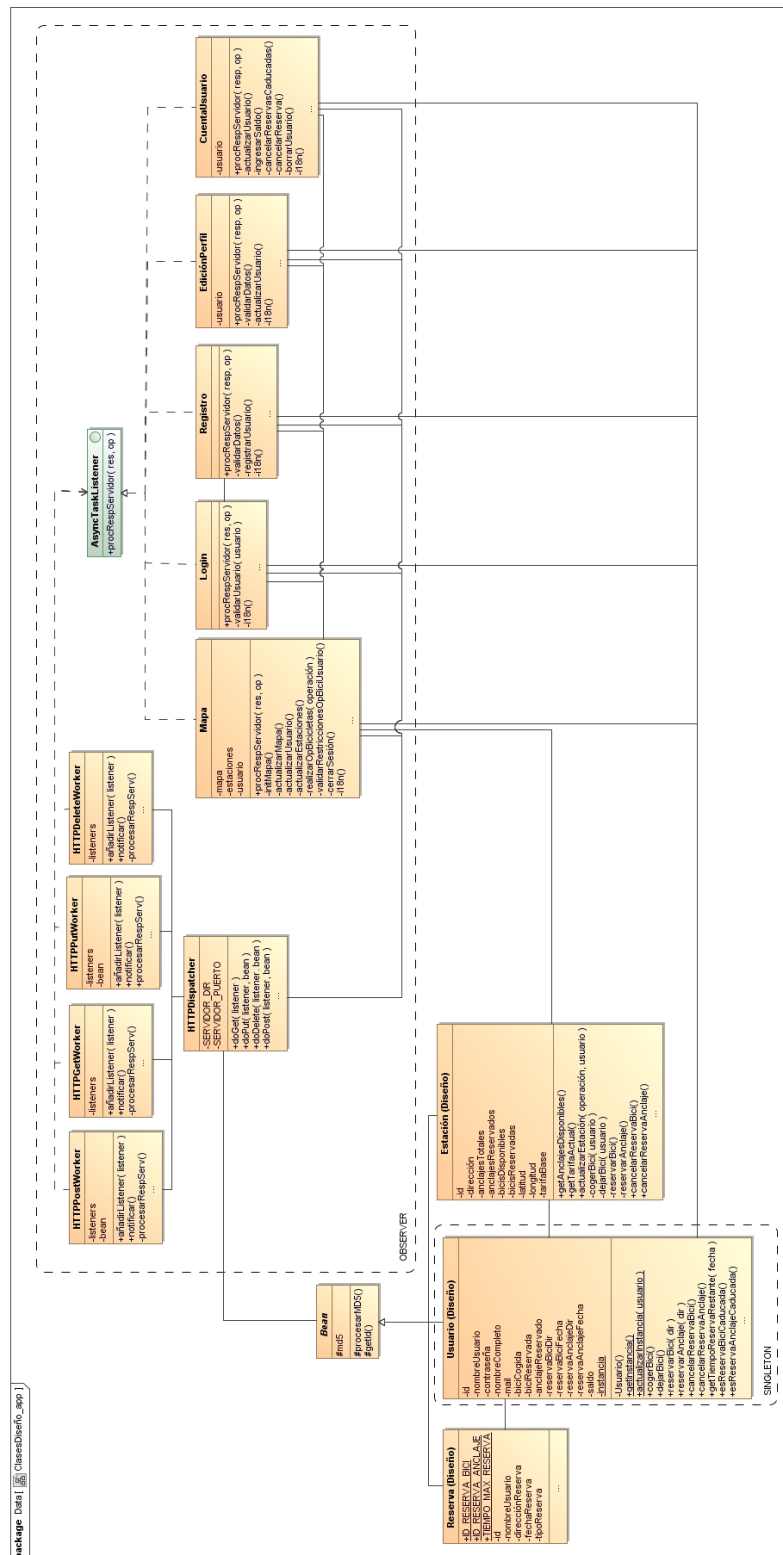 package Data [ ClasesDiseño_app ]
HTTPPostWorker
-listeners
-bean
+añadirListener( listener )
+notificar()
-procesarRespServ()
...
HTTPGetWorker
-listeners
+añadirListener( listener )
+notificar()
-procesarRespServ()
...
HTTPPutWorker
-listeners
-bean
+añadirListener( listener )
+notificar()
+procesarRespServ()
...
HTTPDeleteWorker
-listeners
+añadirListener( listener )
+notificar()
-procesarRespServ()
...
AsyncTaskListener
+procRespServidor( res, op )
HTTPDispatcher
-SERVIDOR_DIR
-SERVIDOR_PUERTO
+doGet( listener )
+doPut( listener, bean )
+doDelete( listener. bean )
+doPost( listener, bean )
...
Mapa
-mapa
-estaciones
-usuario
+procRespServidor( res, op )
-initMapa()
-actualizarMapa()
-actualizarUsuario()
-actualizarEstaciones()
-realizarOpBicicletas( operación )
-validarRestriccionesOpBiciUsuario()
-cerrarSesión()
-i18n()
...
Login
+procRespServidor( res, op )
-validarUsuario( usuario )
-i18n()
...
Registro
+procRespServidor( resp, op )
-validarDatos()
-registrarUsuario()
-i18n()
...
EdiciónPerfil
-usuario
+procRespServidor( resp, op )
-validarDatos()
-actualizarUsuario()
-i18n()
...
CuentaUsuario
-usuario
+procRespServidor( resp, op )
-actualizarUsuario()
-ingresarSaldo()
-cancelarReservasCaducadas()
-cancelarReserva()
-borrarUsuario()
-i18n()
...
OBSERVER
Bean
#md5
#procesarMD5()
#getId()
Reserva (Diseño)
+ID_RESERVA_BICI
+ID_RESERVA_ANCLAJE
+TIEMPO_MAX_RESERVA
-id
-nombreUsuario
-direcciónReserva
-fechaReserva
-tipoReserva
...
Usuario (Diseño)
-id
-nombreUsuario
-contraseña
-nombreCompleto
-mail
-biciCogida
-biciReservada
-anclajeReservado
-reservaBiciDir
-reservaBiciFecha
-reservaAnclajeDir
-reservaAnclajeFecha
-saldo
-instancia
-Usuario()
+getInstancia()
+actualizarInstancia( usuario )
+cogerBici()
+dejarBici()
+reservarBici( dir )
+reservarAnclaje( dir )
+cancelarReservaBici()
+cancelarReservaAnclaje()
+getTiempoReservaRestante( fecha )
+esReservaBiciCaducada()
+esReservaAnclajeCaducada()
SINGLETON
Estación (Diseño)
-id
-dirección
-anclajesTotales
-anclajesReservados
-bicisDisponibles
-bicisReservadas
-latitud
-longitud
-tarifaBase
+getAnclajesDisponibles()
+getTarifaActual()
+actualizarEstación( operación, usuario )
-cogerBici( usuario )
-dejarBici( usuario )
-reservarBici()
-reservarAnclaje()
+cancelarReservaBici()
+cancelarReservaAnclaje()
...